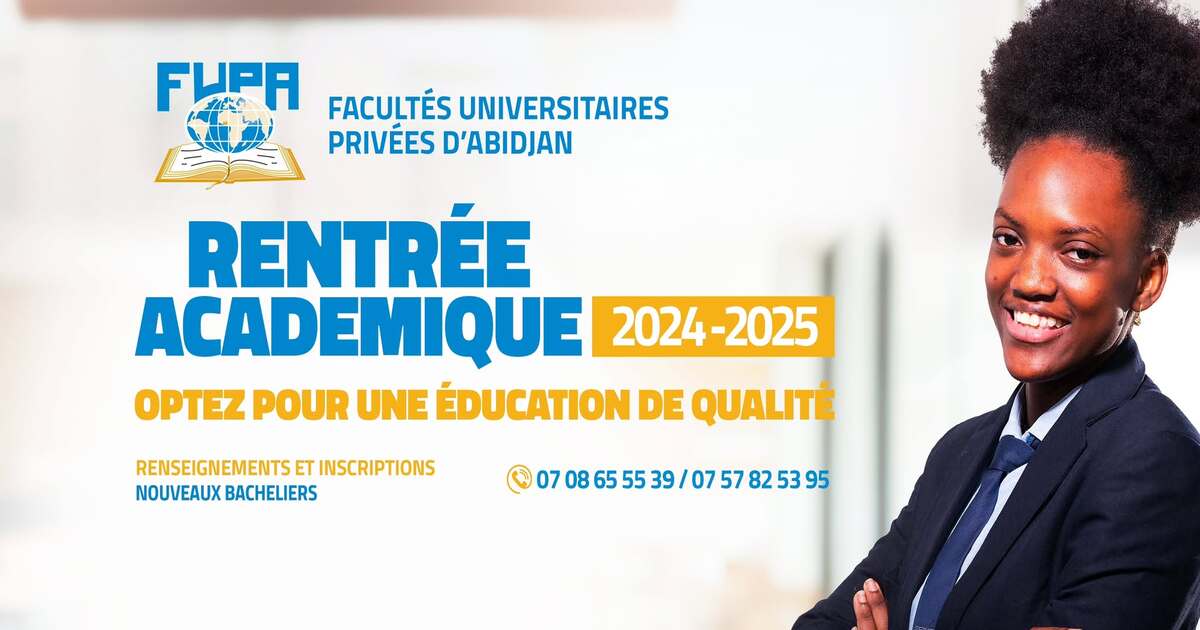 FUPA
FACULTÉS UNIVERSITAIRES
PRIVÉES D'ABIDJAN
RENTRÉE
ACADEMIQUE 2024-2025
OPTEZ POUR UNE ÉDUCATION DE QUALITÉ
RENSEIGNEMENTS ET INSCRIPTIONS
NOUVEAUX BACHELIERS
07 08 65 55 39 / 07 57 82 53 95